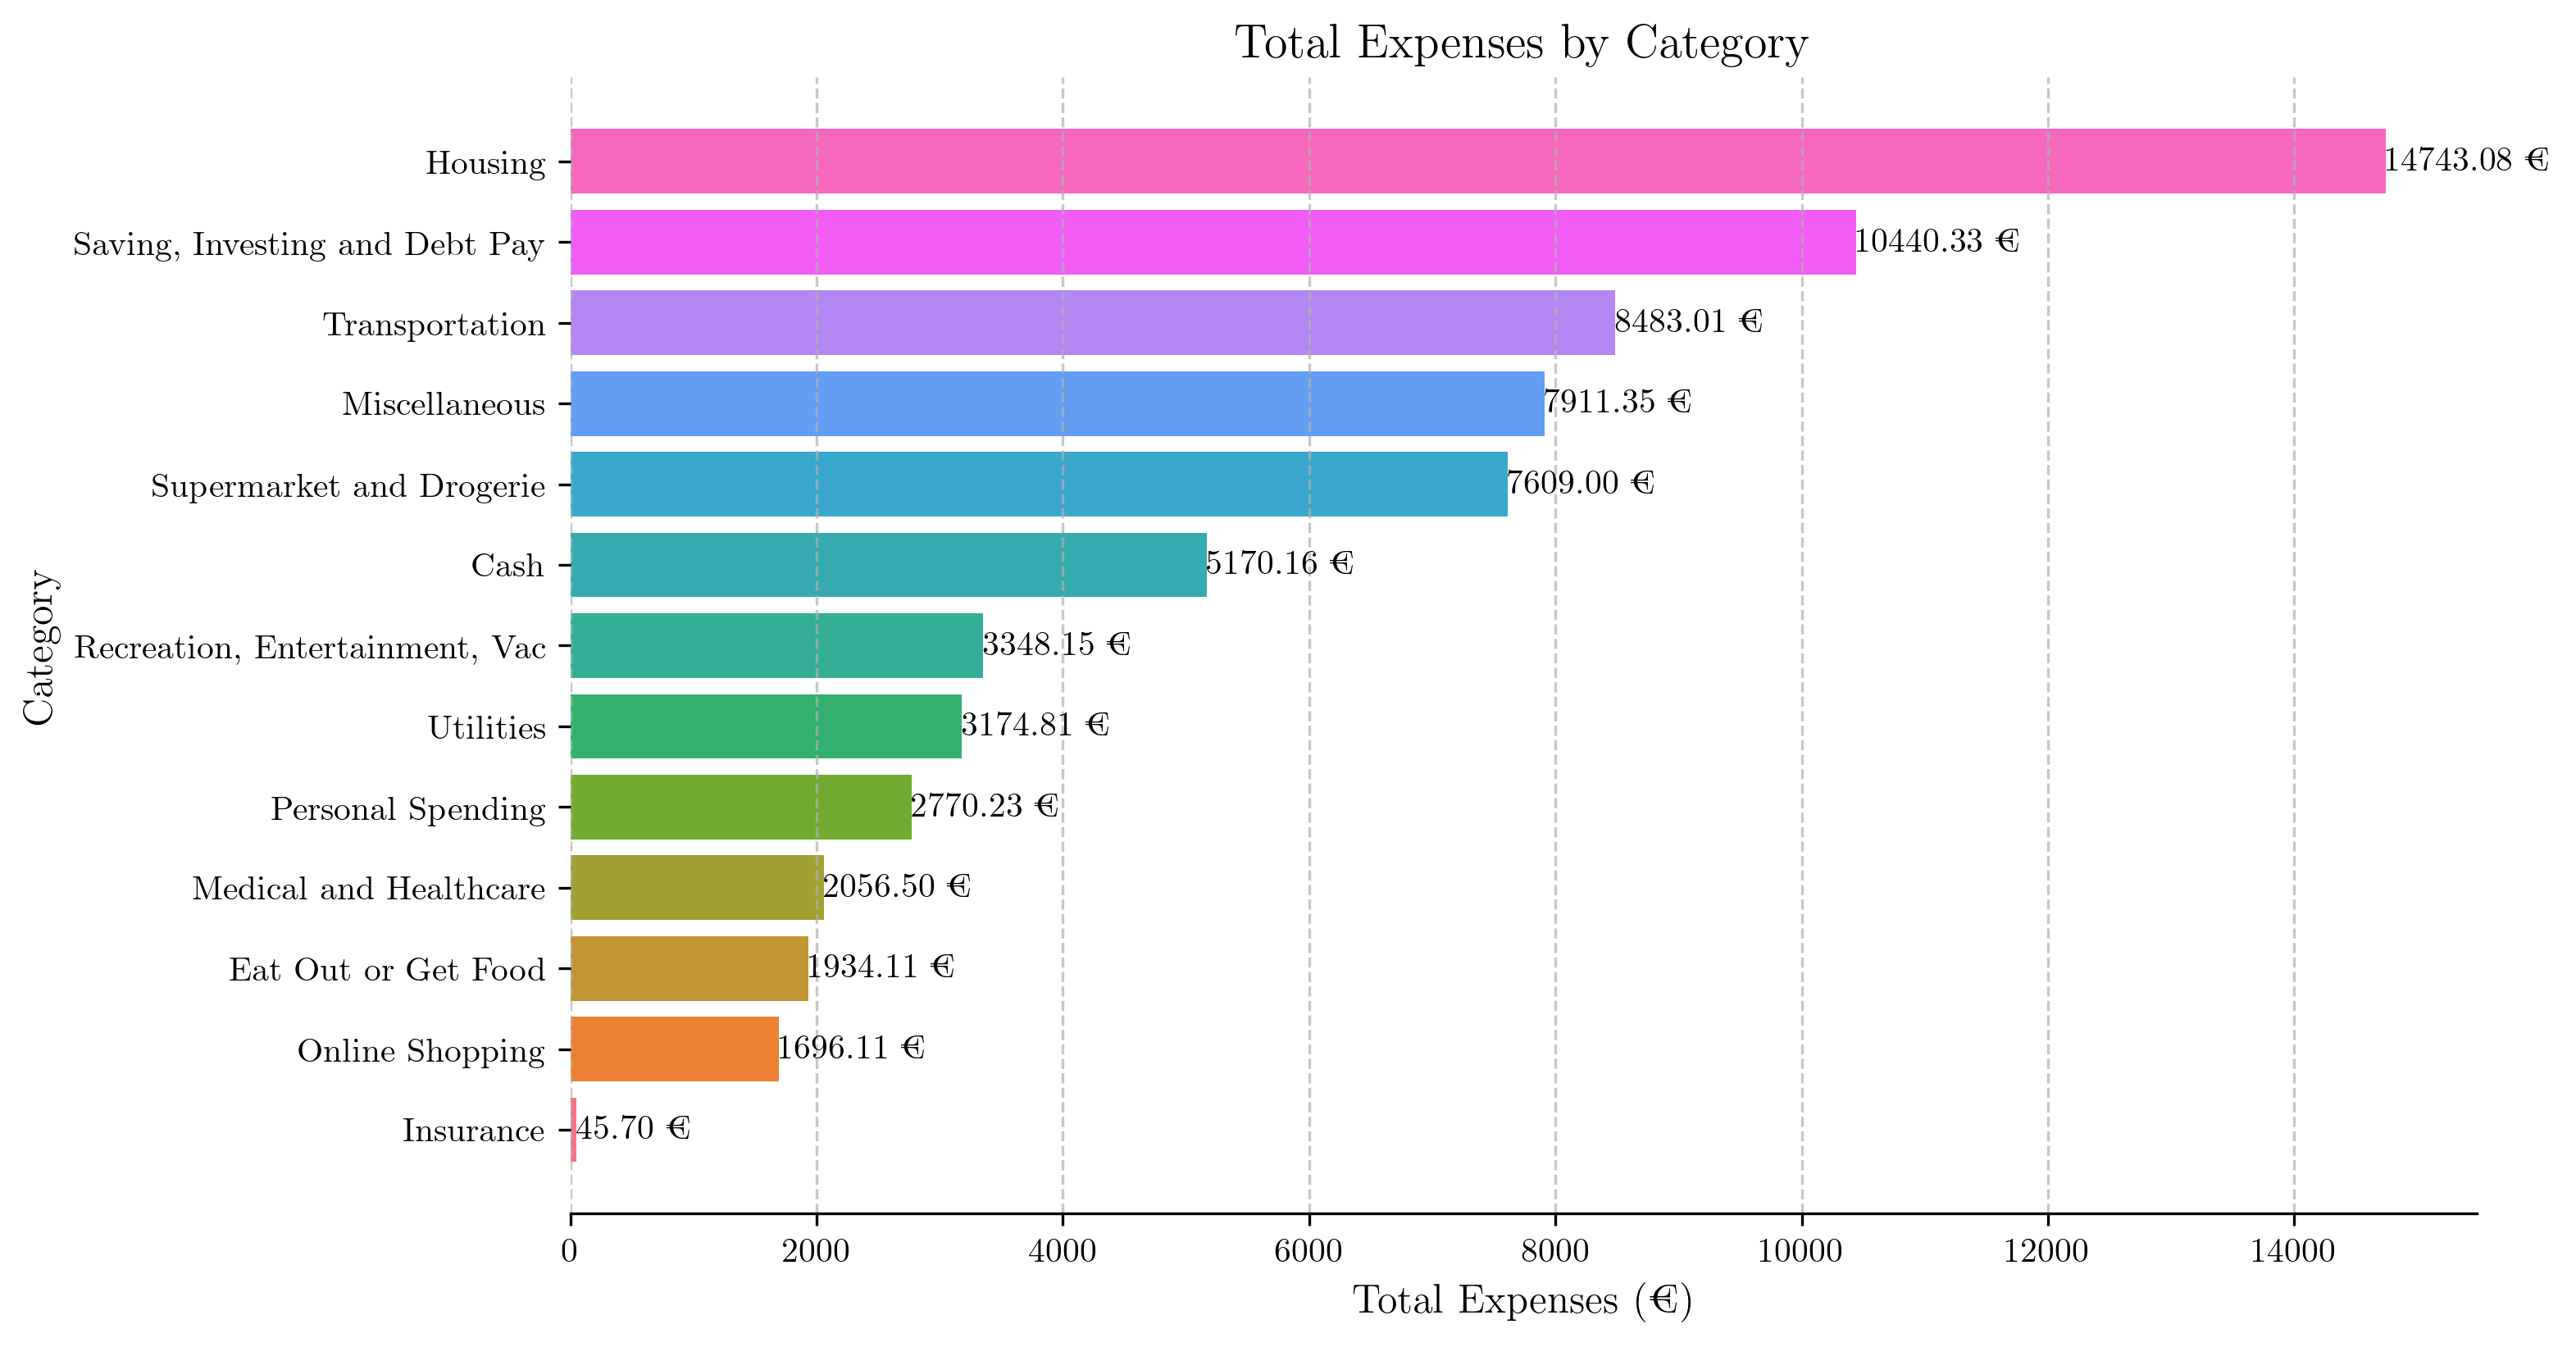 Total Expenses by Category
Housing 14743.08 €
Saving, Investing and Debt Pay 10440.33 €
Transportation 8483.01 €
Miscellaneous 7911.35 €
Supermarket and Drogerie 7609.00 €
Cash 5170.16 €
Recreation, Entertainment, Vac 3348.15 €
Utilities 3174.81 €
Personal Spending 2770.23 €
Medical and Healthcare 2056.50 €
Eat Out or Get Food 1934.11 €
Online Shopping 1696.11 €
Insurance 45.70 €
Category
0 2000 4000 6000 8000 10000 12000 14000
Total Expenses (€)